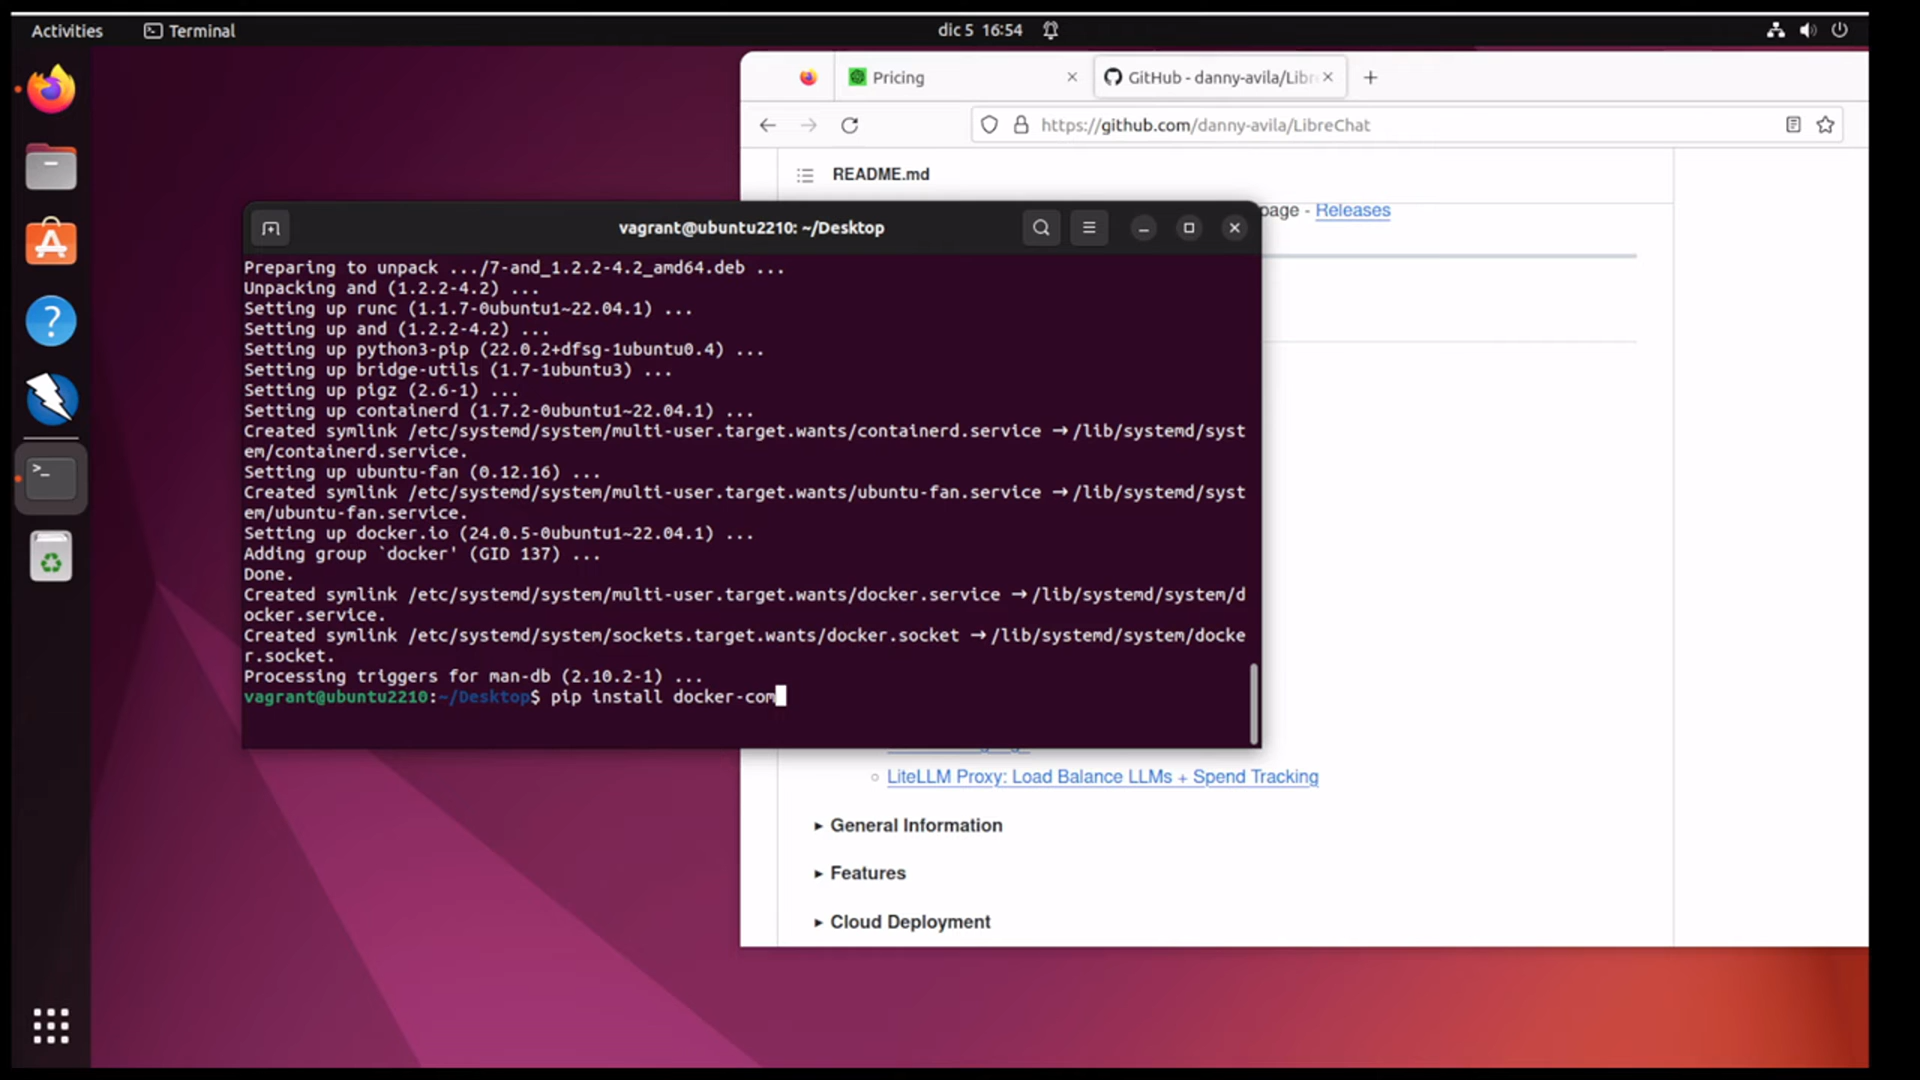 Activities
Terminal
dic 5 16:54
Pricing
GitHub - danny-avila/Libr
https://github.com/danny-avila/LibreChat
README.md
page - Releases
vagrant@ubuntu2210: ~/Desktop
Preparing to unpack .../7-and_1.2.2-4.2_amd64.deb ...
Unpacking and (1.2.2-4.2) ...
Setting up runc (1.1.7-0ubuntu1~22.04.1) ...
Setting up and (1.2.2-4.2) ...
Setting up python3-pip (22.0.2+dfsg-1ubuntu0.4) ...
Setting up bridge-utils (1.7-1ubuntu3) ...
Setting up pigz (2.6-1) ...
Setting up containerd (1.7.2-0ubuntu1~22.04.1) ...
Created symlink /etc/systemd/system/multi-user.target.wants/containerd.service → /lib/systemd/syst
em/containerd.service.
Setting up ubuntu-fan (0.12.16) ...
Created symlink /etc/systemd/system/multi-user.target.wants/ubuntu-fan.service → /lib/systemd/syst
em/ubuntu-fan.service.
Setting up docker.io (24.0.5-0ubuntu1~22.04.1) ...
Adding group `docker' (GID 137) ...
Done.
Created symlink /etc/systemd/system/multi-user.target.wants/docker.service → /lib/systemd/system/d
ocker.service.
Created symlink /etc/systemd/system/sockets.target.wants/docker.socket → /lib/systemd/system/docke
r.socket.
Processing triggers for man-db (2.10.2-1) ...
vagrant@ubuntu2210:~/Desktop$ pip install docker-com
LiteLLM Proxy: Load Balance LLMs + Spend Tracking
General Information
Features
Cloud Deployment